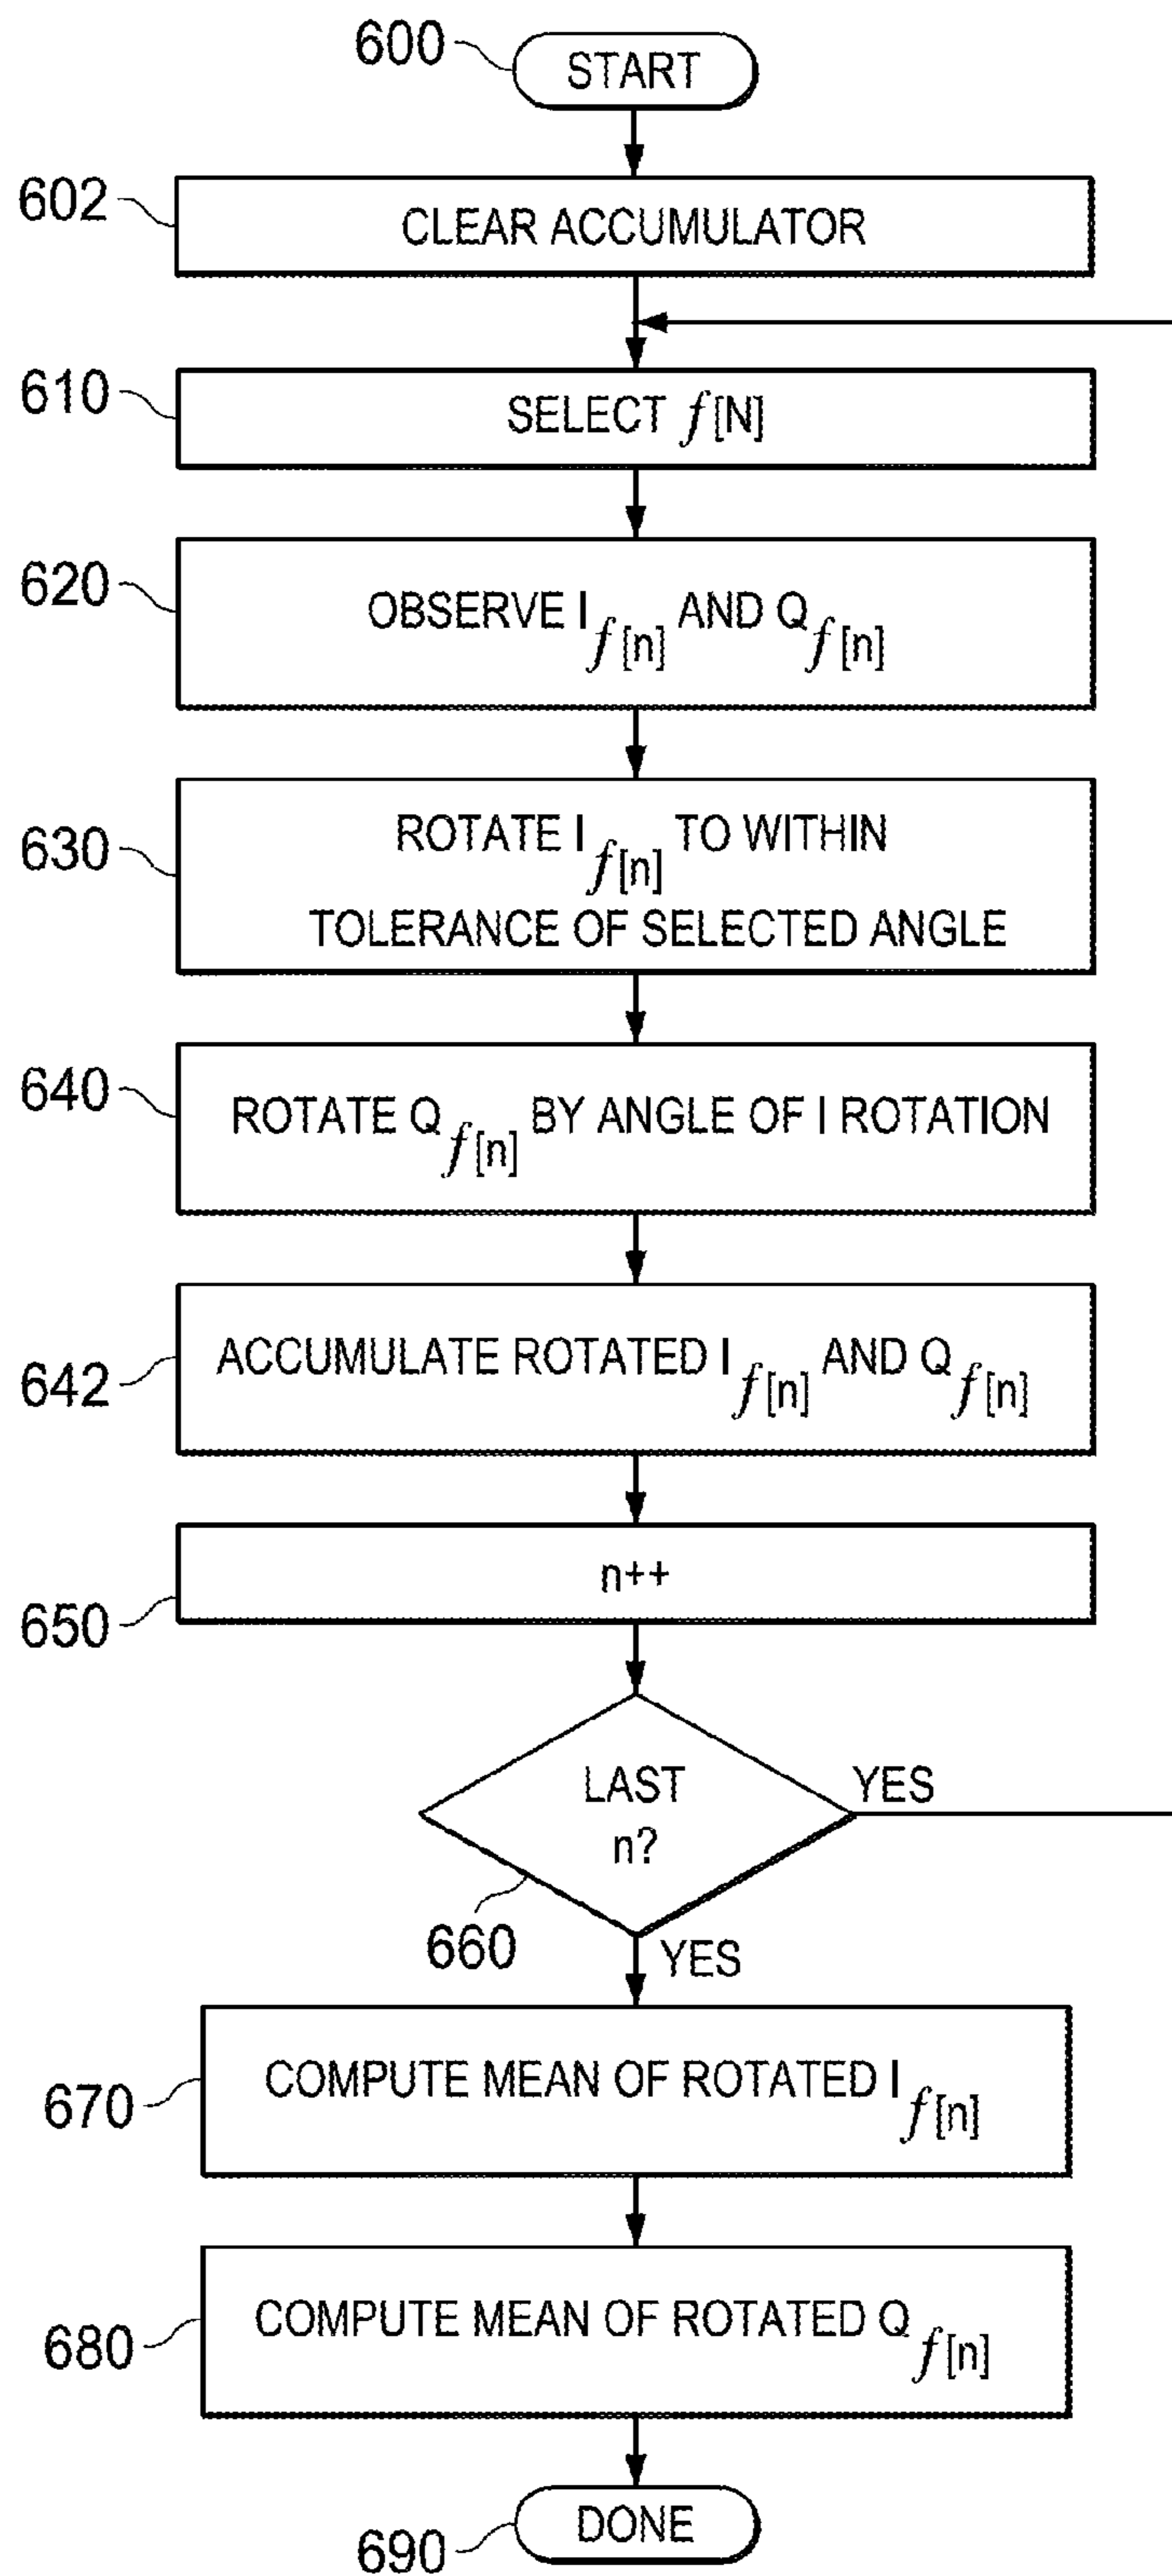 600
START
602
CLEAR ACCUMULATOR
610
SELECT f[N]
620
OBSERVE I f[n] AND Q f[n]
630
ROTATE I f[n] TO WITHIN
TOLERANCE OF SELECTED ANGLE
640
ROTATE Q f[n] BY ANGLE OF I ROTATION
642
ACCUMULATE ROTATED I f[n] AND Q f[n]
650
n++
LAST
n?
YES
660
YES
670
COMPUTE MEAN OF ROTATED I f[n]
680
COMPUTE MEAN OF ROTATED Q f[n]
690
DONE